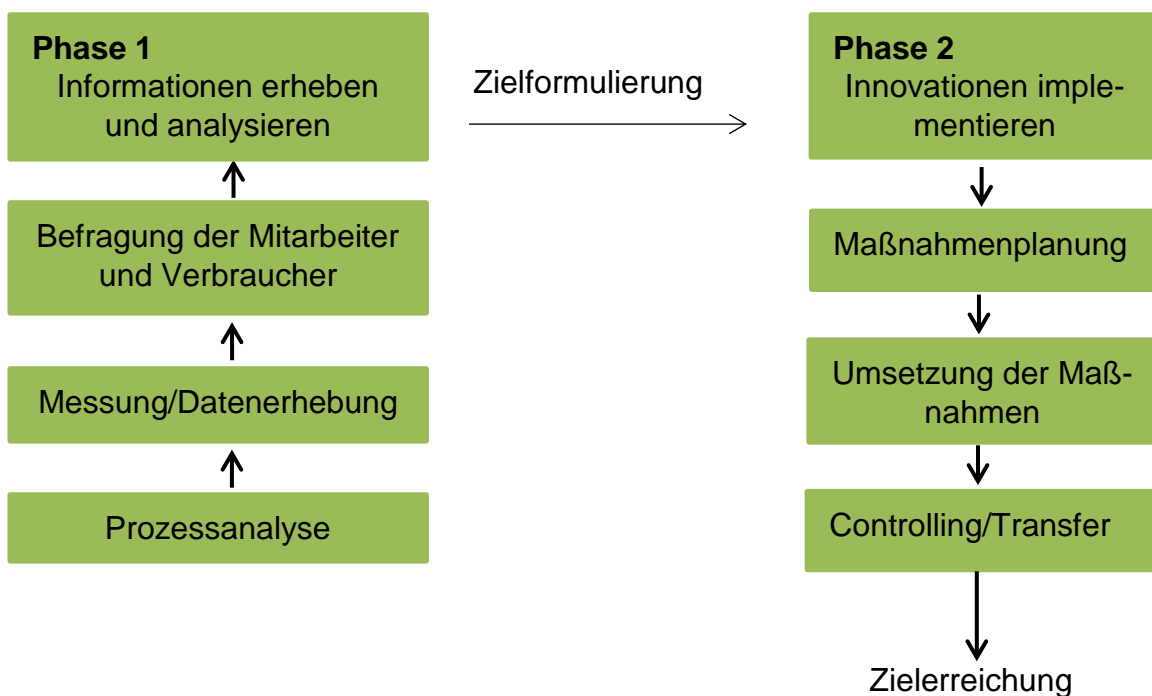 Phase 1
Informationen erheben
und analysieren
Zielformulierung
Phase 2
Innovationen imple-
mentieren
Befragung der Mitarbeiter
und Verbraucher
Maßnahmenplanung
Messung/Datenerhebung
Umsetzung der Maß-
nahmen
Prozessanalyse
Controlling/Transfer
Zielerreichung